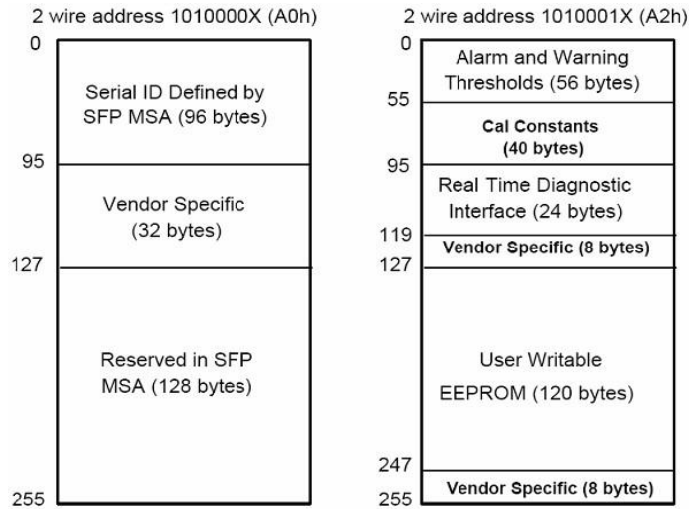 2 wire address 1010000X (A0h)
0
Serial ID Defined by
SFP MSA (96 bytes)
95
Vendor Specific
(32 bytes)
127
Reserved in SFP
MSA (128 bytes)
255
2 wire address 1010001X (A2h)
0
Alarm and Warning
Thresholds (56 bytes)
55
Cal Constants
(40 bytes)
95
Real Time Diagnostic
Interface (24 bytes)
119
Vendor Specific (8 bytes)
127
User Writable
EEPROM (120 bytes)
247
Vendor Specific (8 bytes)
255